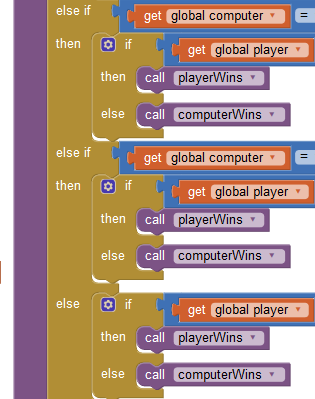 else if get global computer =
then if get global player
then call playerWins
else call computerWins
else if get global computer =
then if get global player
then call playerWins
else call computerWins
else if get global player
then call playerWins
else call computerWins